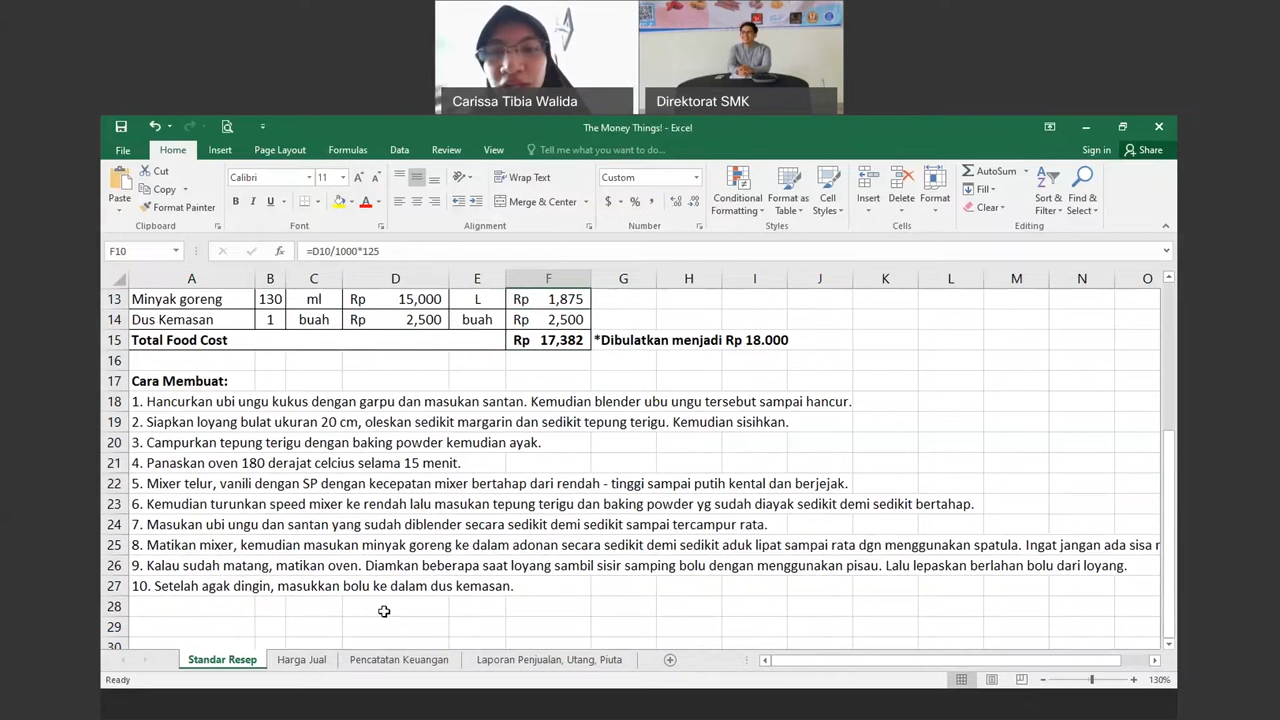 Carissa Tibia Walida
Direktorat SMK
The Money Things! - Excel
File Home Insert Page Layout Formulas Data Review View Tell me what you want to do... Sign in Share
Paste
Cut
Copy
Format Painter
Clipboard
Calibri 11
B I U
Font
Wrap Text
Merge & Center
Alignment
Custom
$ % ,
Number
Conditional Formatting
Format as Table
Cell Styles
Styles
Insert Delete Format
Cells
AutoSum
Fill
Clear
Sort & Filter
Find & Select
Editing
F10 fx =D10/1000*125
A B C D E F G H I J K L M N O
13 Minyak goreng 130 ml Rp 15,000 L Rp 1,875
14 Dus Kemasan 1 buah Rp 2,500 buah Rp 2,500
15 Total Food Cost Rp 17,382 *Dibulatkan menjadi Rp 18.000
16
17 Cara Membuat:
18 1. Hancurkan ubi ungu kukus dengan garpu dan masukan santan. Kemudian blender ubu ungu tersebut sampai hancur.
19 2. Siapkan loyang bulat ukuran 20 cm, oleskan sedikit margarin dan sedikit tepung terigu. Kemudian sisihkan.
20 3. Campurkan tepung terigu dengan baking powder kemudian ayak.
21 4. Panaskan oven 180 derajat celcius selama 15 menit.
22 5. Mixer telur, vanili dengan SP dengan kecepatan mixer bertahap dari rendah - tinggi sampai putih kental dan berjejak.
23 6. Kemudian turunkan speed mixer ke rendah lalu masukan tepung terigu dan baking powder yg sudah diayak sedikit demi sedikit bertahap.
24 7. Masukan ubi ungu dan santan yang sudah diblender secara sedikit demi sedikit sampai tercampur rata.
25 8. Matikan mixer, kemudian masukan minyak goreng ke dalam adonan secara sedikit demi sedikit aduk lipat sampai rata dgn menggunakan spatula. Ingat jangan ada sisa
26 9. Kalau sudah matang, matikan oven. Diamkan beberapa saat loyang sambil sisir samping bolu dengan menggunakan pisau. Lalu lepaskan berlahan bolu dari loyang.
27 10. Setelah agak dingin, masukkan bolu ke dalam dus kemasan.
28
29
30
Standar Resep Harga Jual Pencatatan Keuangan Laporan Penjualan, Utang, Piuta
Ready 130%